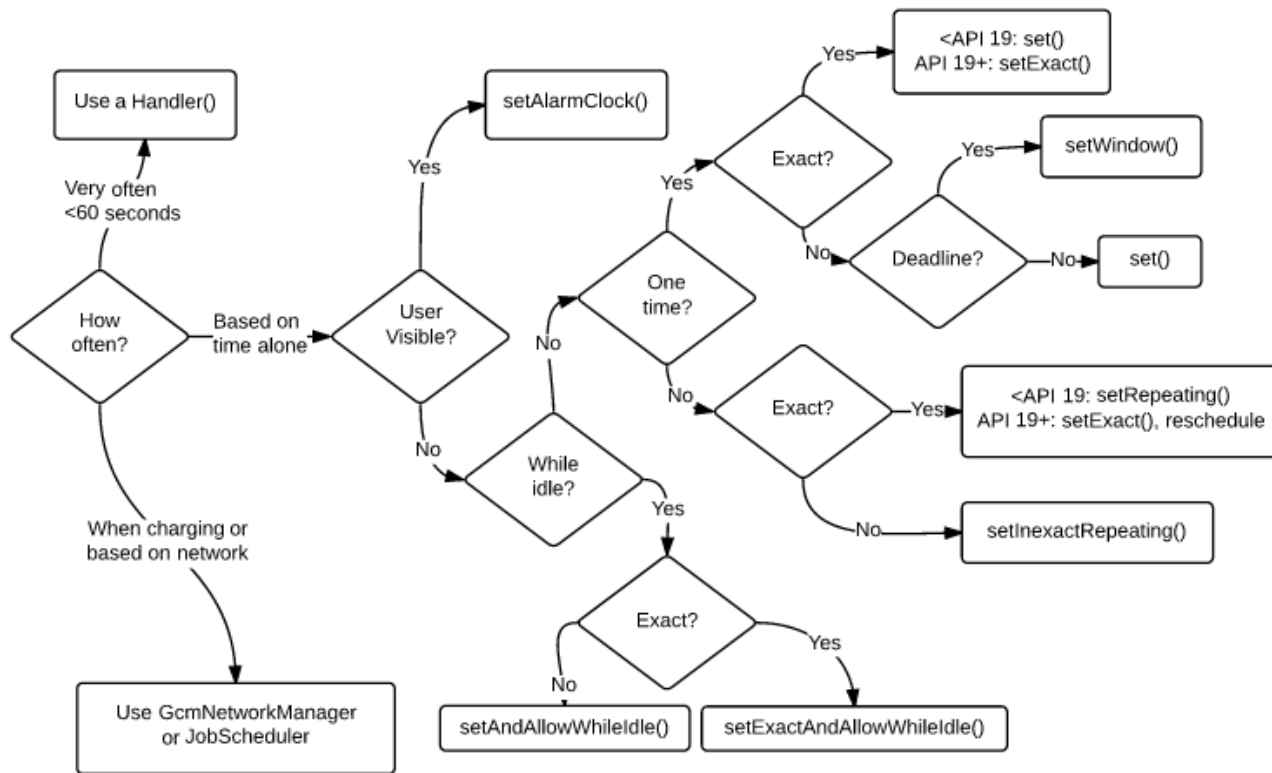 <API 19: set()
API 19+: setExact()
Yes
Use a Handler()
setAlarmClock()
Exact?
Yes
setWindow()
Yes
Yes
Very often
<60 seconds
No
Deadline?
No
set()
One
time?
How
often?
Based on
time alone
User
Visible?
No
No
Exact?
Yes
<API 19: setRepeating()
API 19+: setExact(), reschedule
No
While
idle?
Yes
When charging or
based on network
No
setInexactRepeating()
Exact?
Yes
No
Use GcmNetworkManager
or JobScheduler
setAndAllowWhileIdle()
setExactAndAllowWhileIdle()